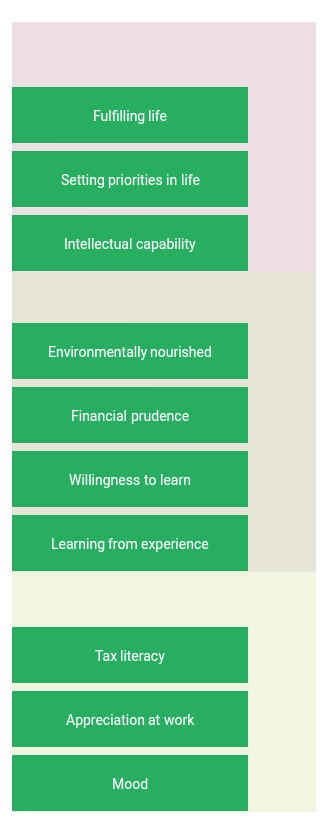 Fulfilling life
Setting priorities in life
Intellectual capability
Environmentally nourished
Financial prudence
Willingness to learn
Learning from experience
Tax literacy
Appreciation at work
Mood